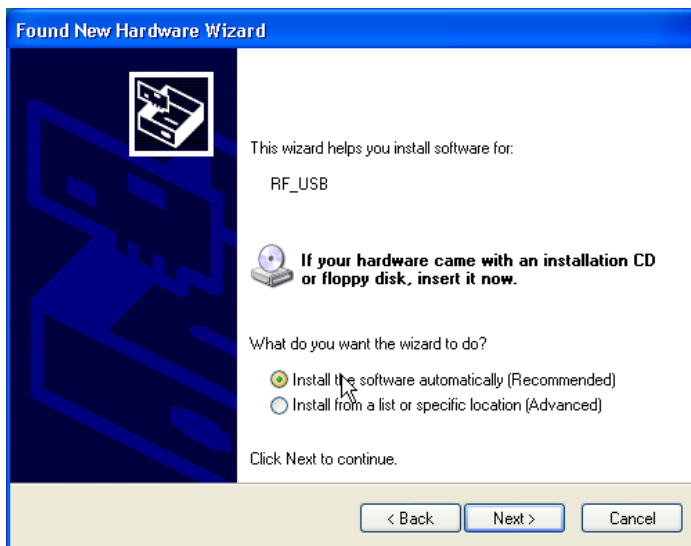 Found New Hardware Wizard
This wizard helps you install software for:
RF_USB
If your hardware came with an installation CD
or floppy disk, insert it now.
What do you want the wizard to do?
Install the software automatically (Recommended)
Install from a list or specific location (Advanced)
Click Next to continue.
< Back
Next >
Cancel